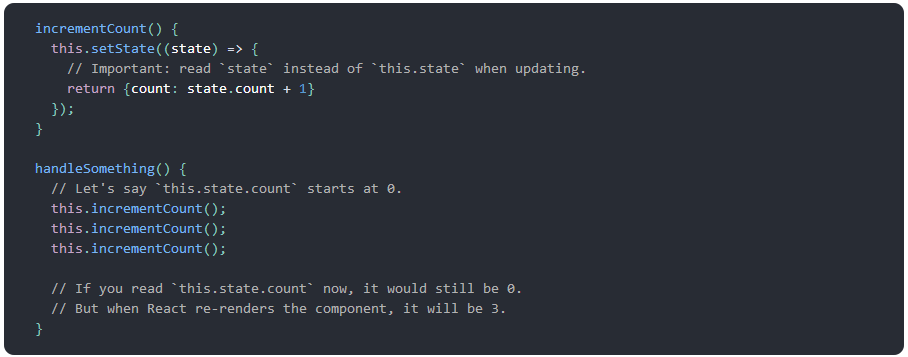 incrementCount() {
  this.setState((state) => {
    // Important: read `state` instead of `this.state` when updating.
    return {count: state.count + 1}
  });
}

handleSomething() {
  // Let's say `this.state.count` starts at 0.
  this.incrementCount();
  this.incrementCount();
  this.incrementCount();

  // If you read `this.state.count` now, it would still be 0.
  // But when React re-renders the component, it will be 3.
}